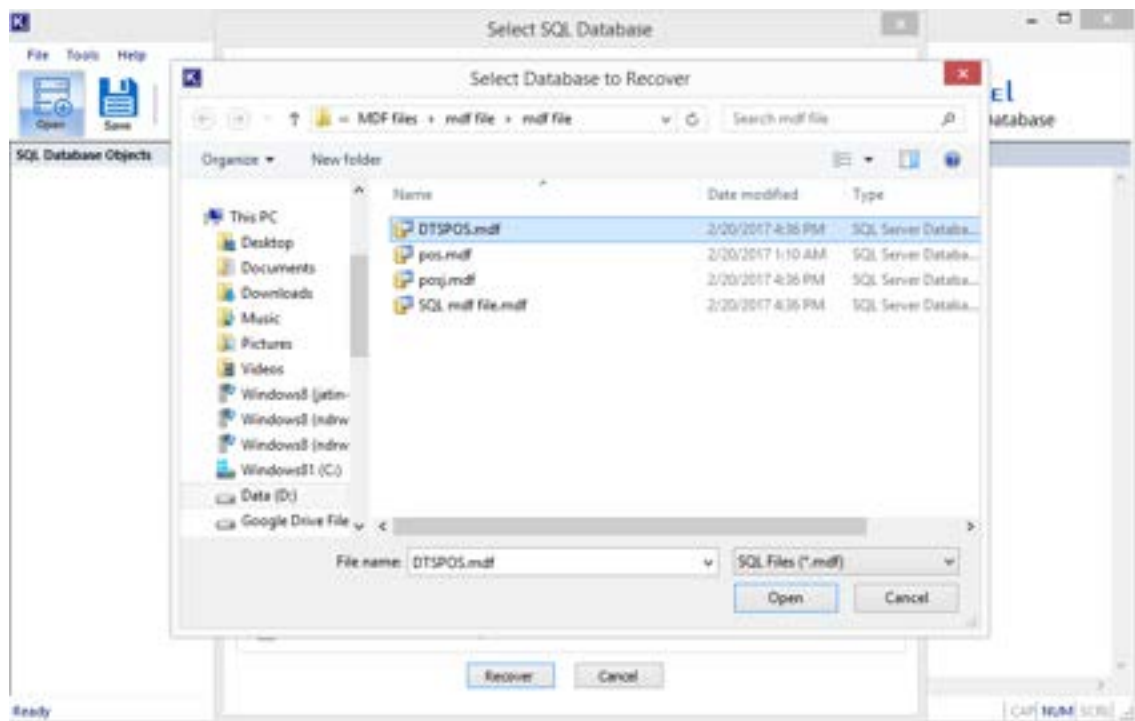 Select SQL Database
File Tools Help
Select Database to Recover
Open Save
MDF files mdf file mdf file Search mdf file
Database
SQL Database Objects
Organize New folder
Name Date modified Type
This PC
Desktop
Documents
Downloads
Music
Pictures
Videos
Windows8 (jatin-
Windows8 (ndrw
Windows8 (ndrw
Windows81 (C:)
Data (D:)
Google Drive File
DTSPOS.mdf 2/20/2017 4:36 PM SQL Server Databa...
pos.mdf 2/20/2017 1:10 AM SQL Server Databa...
posj.mdf 2/20/2017 4:36 PM SQL Server Databa...
SQL mdf file.mdf 2/20/2017 4:36 PM SQL Server Databa...
File name: DTSPOS.mdf SQL Files (*.mdf)
Open Cancel
Recover Cancel
Ready CAP NUM SCRL